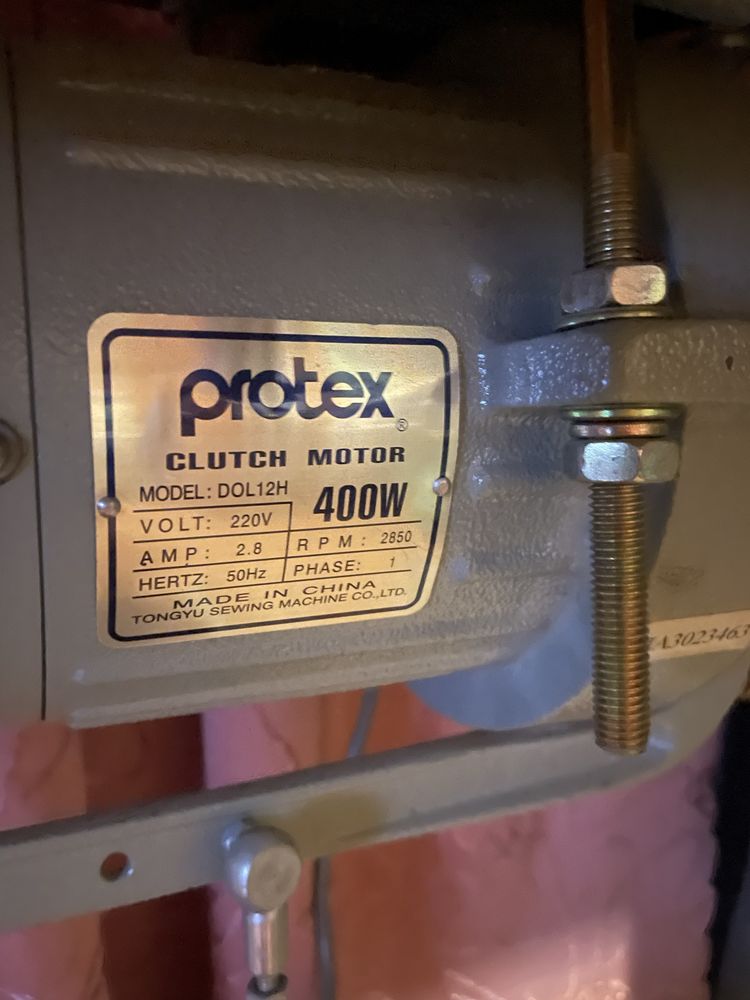 protex®
CLUTCH MOTOR
MODEL: DOL12H 400W
VOLT: 220V
AMP: 2.8 RPM: 2850
HERTZ: 50Hz PHASE: 1
MADE IN CHINA
TONGYU SEWING MACHINE CO.,LTD.
A3023463